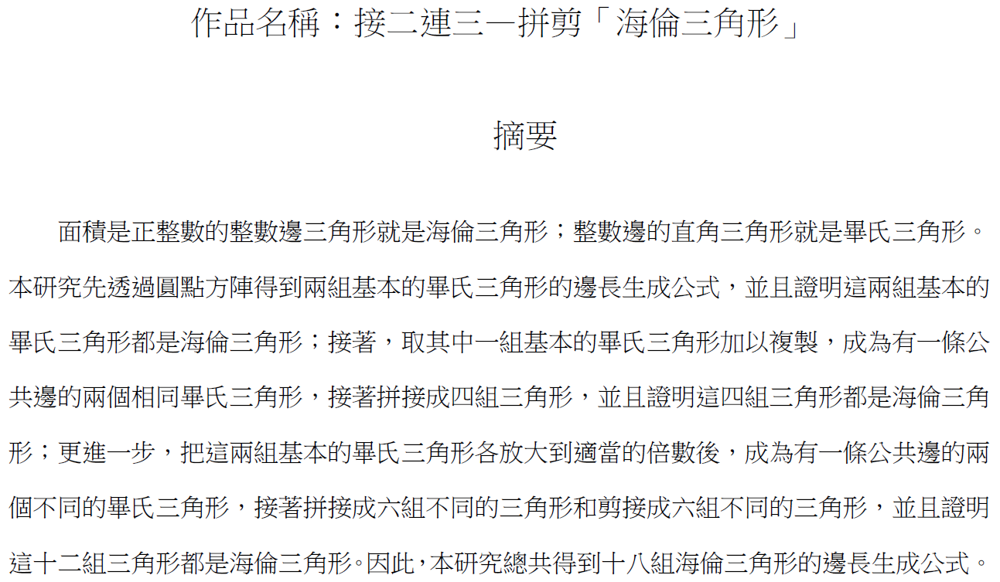 作品名稱：接二連三—拼剪「海倫三角形」
摘要
面積是正整數的整數邊三角形就是海倫三角形；整數邊的直角三角形就是畢氏三角形。
本研究先透過圓點方陣得到兩組基本的畢氏三角形的邊長生成公式，並且證明這兩組基本的
畢氏三角形都是海倫三角形；接著，取其中一組基本的畢氏三角形加以複製，成為有一條公
共邊的兩個相同畢氏三角形，接著拼接成四組三角形，並且證明這四組三角形都是海倫三角
形；更進一步，把這兩組基本的畢氏三角形各放大到適當的倍數後，成為有一條公共邊的兩
個不同的畢氏三角形，接著拼接成六組不同的三角形和剪接成六組不同的三角形，並且證明
這十二組三角形都是海倫三角形。因此，本研究總共得到十八組海倫三角形的邊長生成公式。